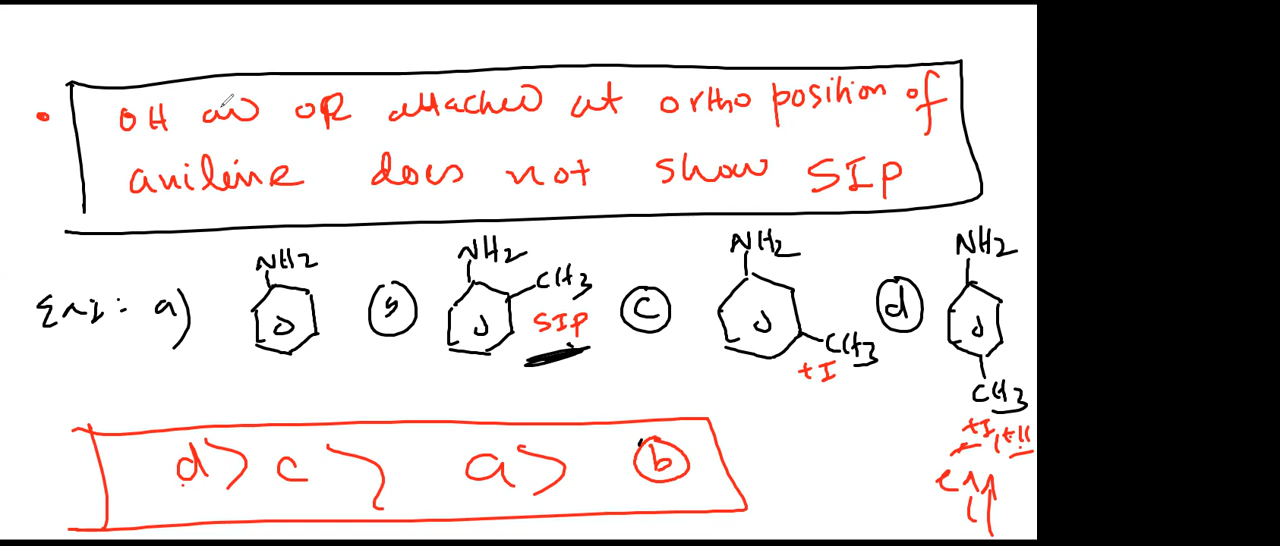 • OH and OR attached at ortho position of
aniline does not show SIP
Ex: a) NH2 (b) NH2 CH3 SIP (c) NH2 CH3 +I (d) NH2 CH3 +I, +H
d > c > a > b